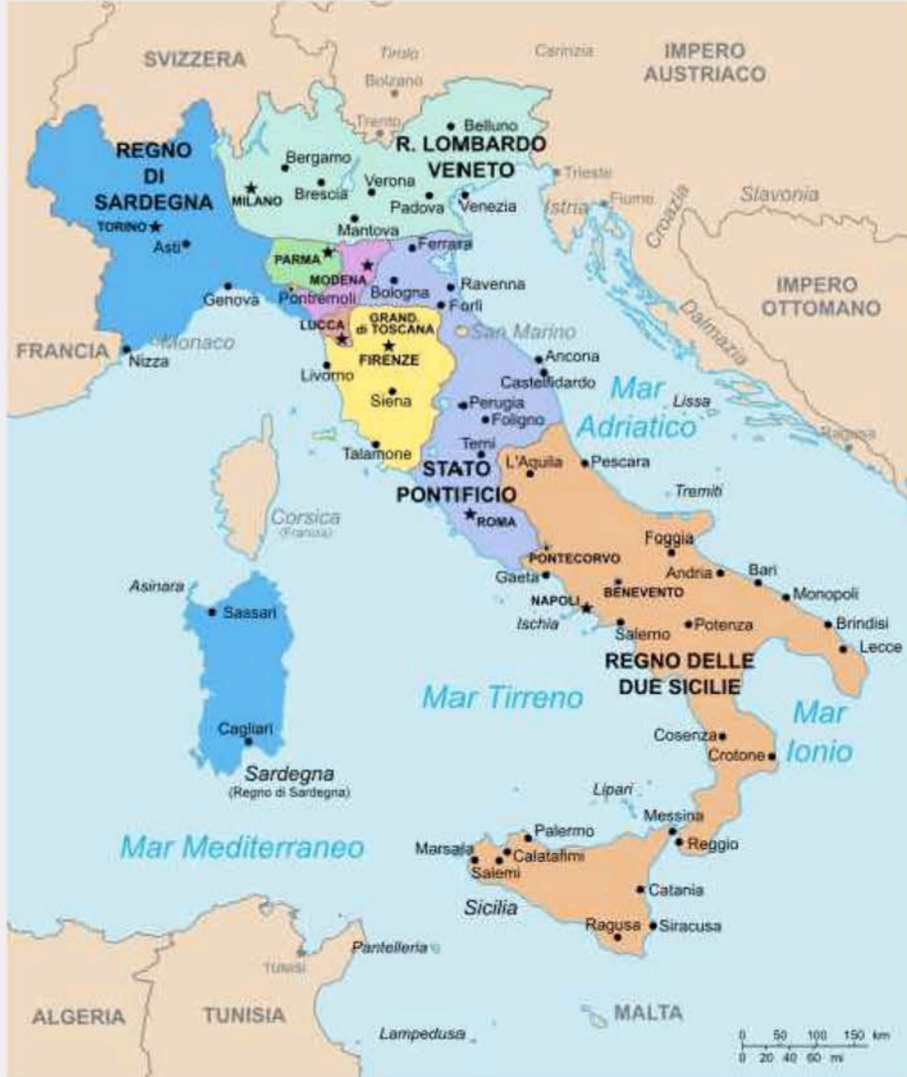 SVIZZERA
Tirolo
Bolzano
Carinzia
IMPERO
AUSTRIACO
Trento
Belluno
R. LOMBARDO
VENETO
REGNO
DI
SARDEGNA
Bergamo
MILANO
Brescia
Verona
Padova
Venezia
Mantova
Trieste
Istria
Fiume
Croazia
Slavonia
TORINO
Asti
PARMA
MODENA
Ferrara
Genova
Pontremoli
Bologna
Ravenna
Forlì
IMPERO
OTTOMANO
Dalmazia
LUCCA
GRAND.
di TOSCANA
FIRENZE
San Marino
FRANCIA
Monaco
Nizza
Livorno
Siena
Ancona
Castelfidardo
Mar
Adriatico
Lissa
Ragusa
Perugia
Foligno
Terni
Talamone
STATO
PONTIFICIO
L'Aquila
Pescara
ROMA
Tremiti
Corsica
(Francia)
PONTECORVO
Foggia
Gaeta
Andria
Bari
BENEVENTO
Monopoli
NAPOLI
Ischia
Asinara
Sassari
Salerno
Potenza
Brindisi
Lecce
REGNO DELLE
DUE SICILIE
Mar Tirreno
Mar
Ionio
Cagliari
Cosenza
Crotone
Sardegna
(Regno di Sardegna)
Lipari
Messina
Mar Mediterraneo
Palermo
Reggio
Marsala
Calatafimi
Salemi
Catania
Sicilia
Ragusa
Siracusa
Pantelleria
TUNISI
ALGERIA
TUNISIA
MALTA
Lampedusa
0 50 100 150 km
0 20 40 60 mi